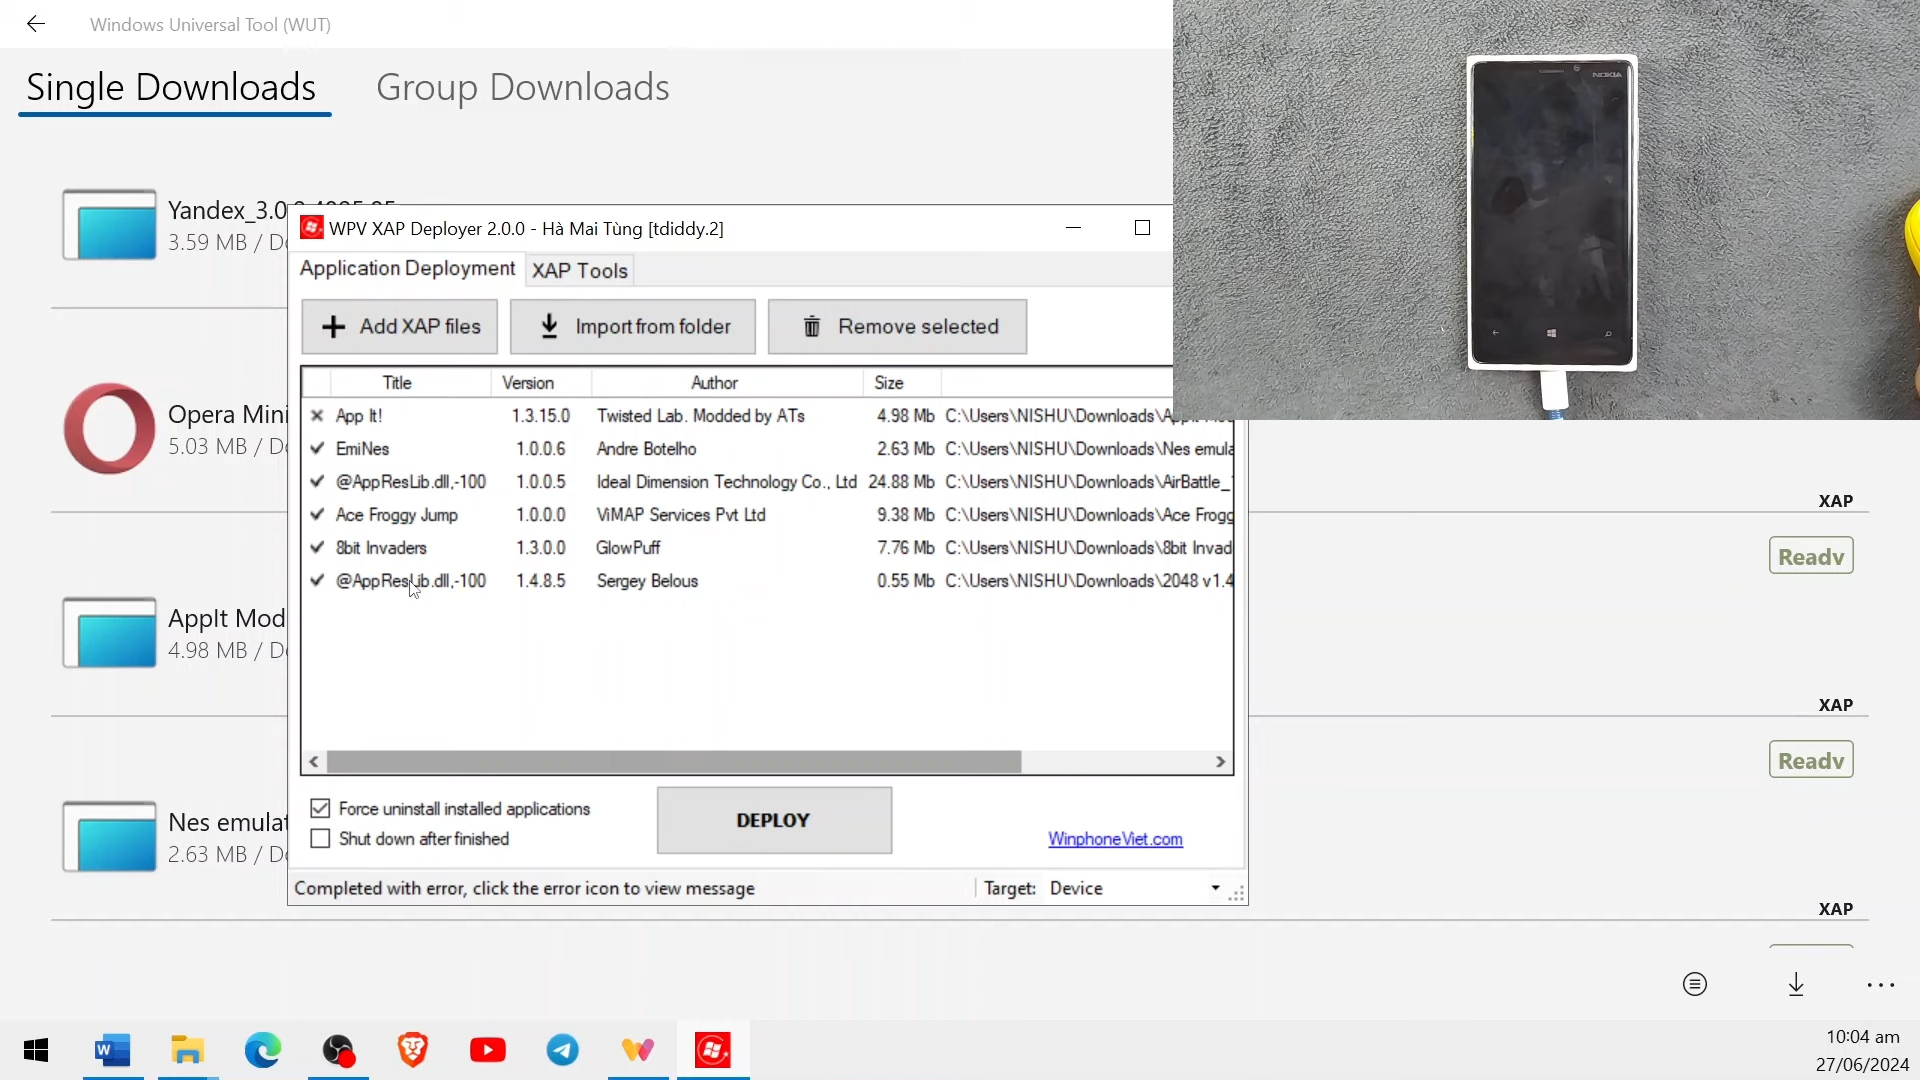 Windows Universal Tool (WUT)
Single Downloads
Group Downloads
Yandex_3.0
3.59 MB / D
Opera Mini
5.03 MB / D
AppIt Mod
4.98 MB / D
Nes emulat
2.63 MB / D
WPV XAP Deployer 2.0.0 - Hà Mai Tùng [tdiddy.2]
Application Deployment
XAP Tools
Add XAP files
Import from folder
Remove selected
Title Version Author Size
App It! 1.3.15.0 Twisted Lab. Modded by ATs 4.98 Mb C:\Users\NISHU\Downloads\
EmiNes 1.0.0.6 Andre Botelho 2.63 Mb C:\Users\NISHU\Downloads\Nes emula
@AppResLib.dll,-100 1.0.0.5 Ideal Dimension Technology Co., Ltd 24.88 Mb C:\Users\NISHU\Downloads\AirBattle_
Ace Froggy Jump 1.0.0.0 ViMAP Services Pvt Ltd 9.38 Mb C:\Users\NISHU\Downloads\Ace Frogg
8bit Invaders 1.3.0.0 GlowPuff 7.76 Mb C:\Users\NISHU\Downloads\8bit Invad
@AppResLib.dll,-100 1.4.8.5 Sergey Belous 0.55 Mb C:\Users\NISHU\Downloads\2048 v1.4
Force uninstall installed applications
Shut down after finished
DEPLOY
WinphoneViet.com
Completed with error, click the error icon to view message
Target: Device
NOKIA
XAP
Ready
XAP
Ready
XAP
10:04 am
27/06/2024